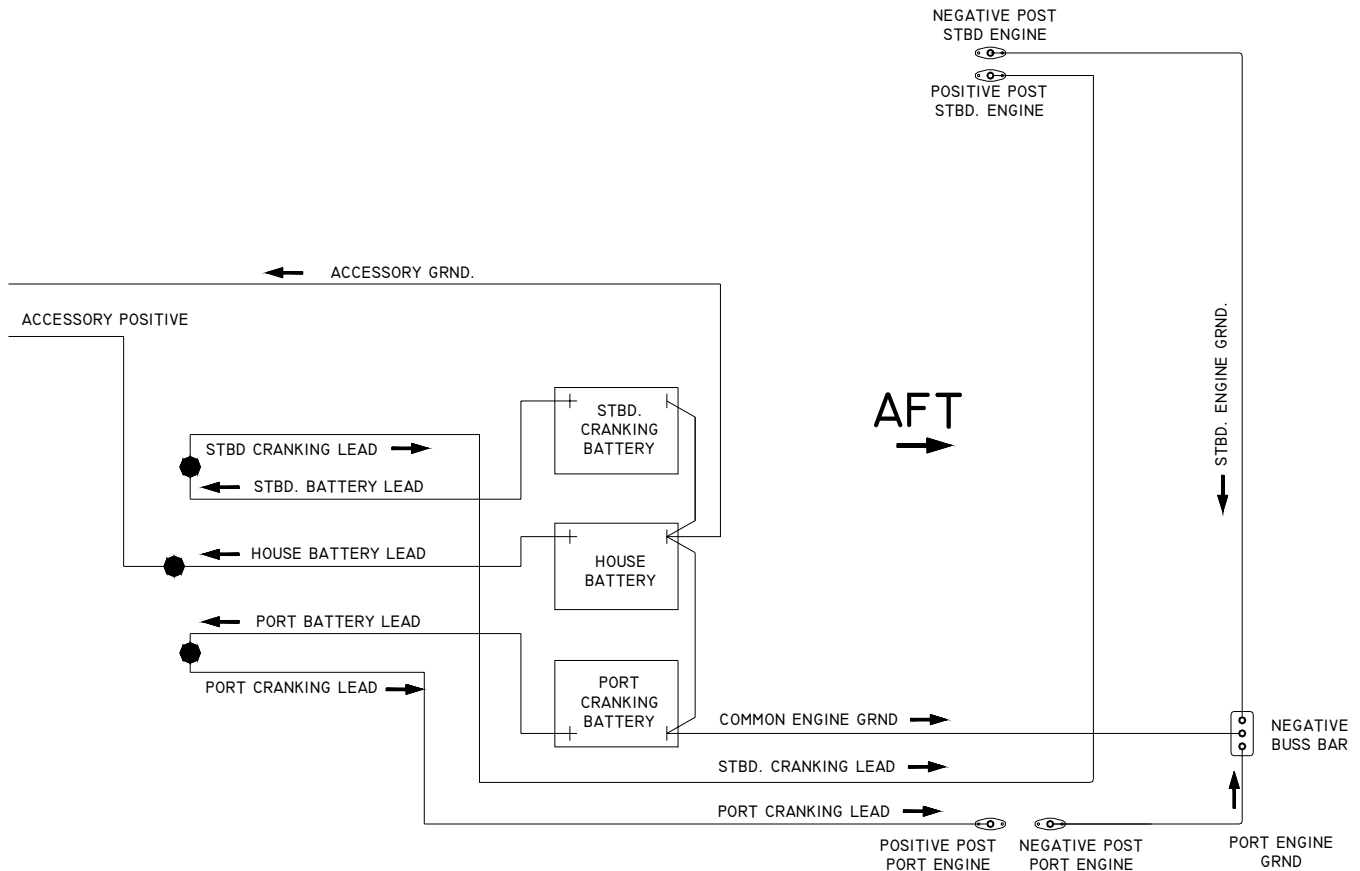 NEGATIVE POST
STBD ENGINE
POSITIVE POST
STBD. ENGINE
ACCESSORY GRND.
ACCESSORY POSITIVE
STBD. ENGINE GRND.
AFT
STBD.
CRANKING
BATTERY
STBD CRANKING LEAD
STBD. BATTERY LEAD
HOUSE BATTERY LEAD
HOUSE
BATTERY
PORT BATTERY LEAD
PORT CRANKING LEAD
PORT
CRANKING
BATTERY
COMMON ENGINE GRND
NEGATIVE
BUSS BAR
STBD. CRANKING LEAD
PORT CRANKING LEAD
POSITIVE POST
PORT ENGINE
NEGATIVE POST
PORT ENGINE
PORT ENGINE
GRND